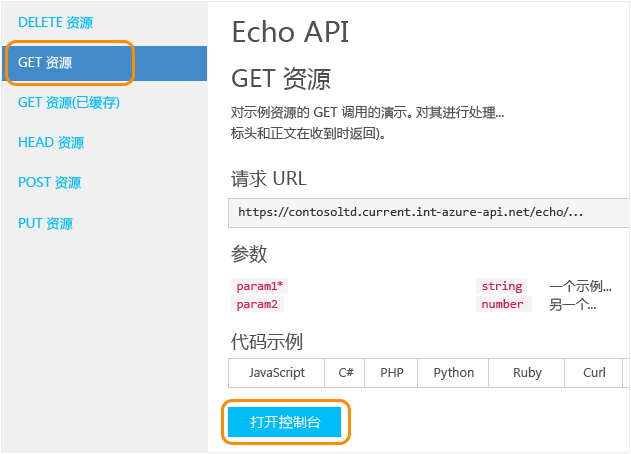 DELETE 资源
GET 资源
GET 资源(已缓存)
HEAD 资源
POST 资源
PUT 资源
Echo API
GET 资源
对示例资源的 GET 调用的演示。对其进行处理...
标头和正文在收到时返回)。
请求 URL
https://contosoltd.current.int-azure-api.net/echo/...
参数
param1* string 一个示例...
param2 number 另一个...
代码示例
JavaScript C# PHP Python Ruby Curl
打开控制台